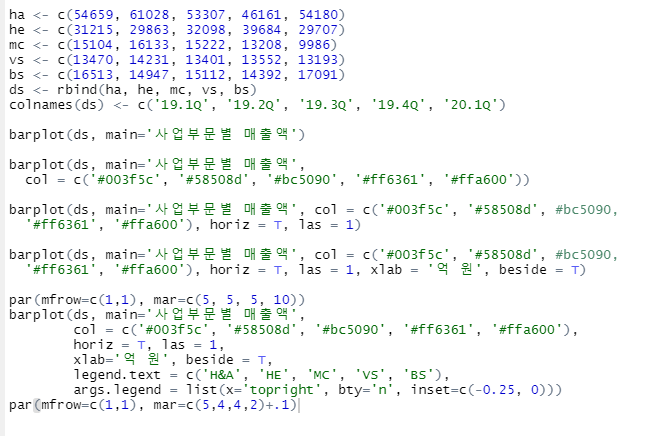 ha <- c(54659, 61028, 53307, 46161, 54180)
he <- c(31215, 29863, 32098, 39684, 29707)
mc <- c(15104, 16133, 15222, 13208, 9986)
vs <- c(13470, 14231, 13401, 13552, 13193)
bs <- c(16513, 14947, 15112, 14392, 17091)
ds <- rbind(ha, he, mc, vs, bs)
colnames(ds) <- c('19.1Q', '19.2Q', '19.3Q', '19.4Q', '20.1Q')
barplot(ds, main='사업부문별 매출액')
barplot(ds, main='사업부문별 매출액',
col = c('#003f5c', '#58508d', '#bc5090', '#ff6361', '#ffa600'))
barplot(ds, main='사업부문별 매출액', col = c('#003f5c', '#58508d', #bc5090,
'#ff6361', '#ffa600'), horiz = T, las = 1)
barplot(ds, main='사업부문별 매출액', col = c('#003f5c', '#58508d', #bc5090,
'#ff6361', '#ffa600'), horiz = T, las = 1, xlab = '억 원', beside = T)
par(mfrow=c(1,1), mar=c(5, 5, 5, 10))
barplot(ds, main='사업부문별 매출액',
col = c('#003f5c', '#58508d', '#bc5090', '#ff6361', '#ffa600'),
horiz = T, las = 1,
xlab='억 원', beside = T,
legend.text = c('H&A', 'HE', 'MC', 'VS', 'BS'),
args.legend = list(x='topright', bty='n', inset=c(-0.25, 0)))
par(mfrow=c(1,1), mar=c(5,4,4,2)+.1)